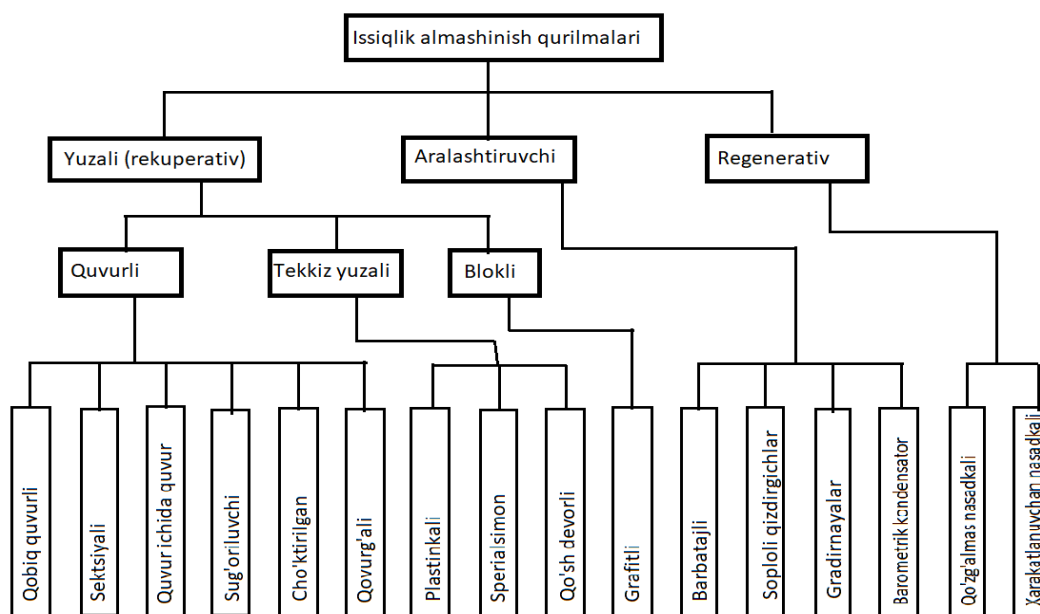 Issiqlik almashinish qurilmalari
Yuzali (rekuperativ)
Aralashtiruvchi
Regenerativ
Quvurli
Tekkiz yuzali
Blokli
Qobiq quvurli
Sektsiyali
Quvur ichida quvur
Sug'oriluvchi
Cho'ktirilgan
Qovurg'ali
Plastinkali
Sperialsimon
Qo'sh devorli
Grafitli
Barbatajli
Soploli qizdirgichlar
Gradirnayalar
Barometrik kondensator
Qo'zg'almas nasadkali
Xarakatlanuvchan nasadkali